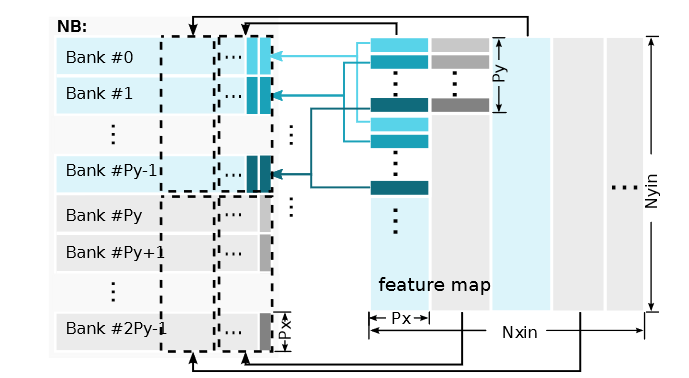 NB:
Bank #0
Bank #1
Bank #Py-1
Bank #Py
Bank #Py+1
Bank #2Py-1
Px
Py
Nyin
feature map
Px
Nxin